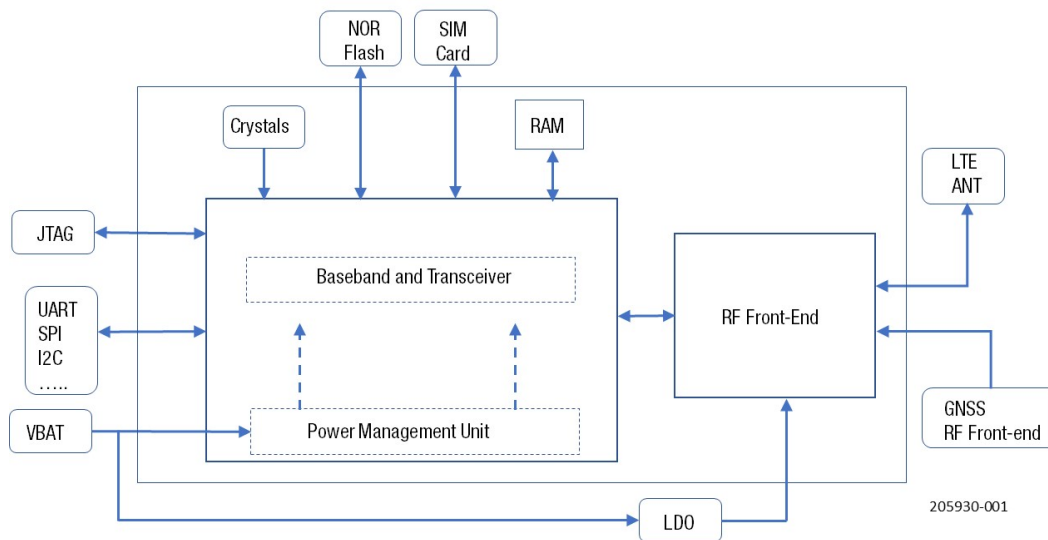 NOR
Flash
SIM
Card
Crystals
RAM
LTE
ANT
JTAG
Baseband and Transceiver
UART
SPI
I2C
.....
RF Front-End
VBAT
Power Management Unit
GNSS
RF Front-end
LDO
205930-001